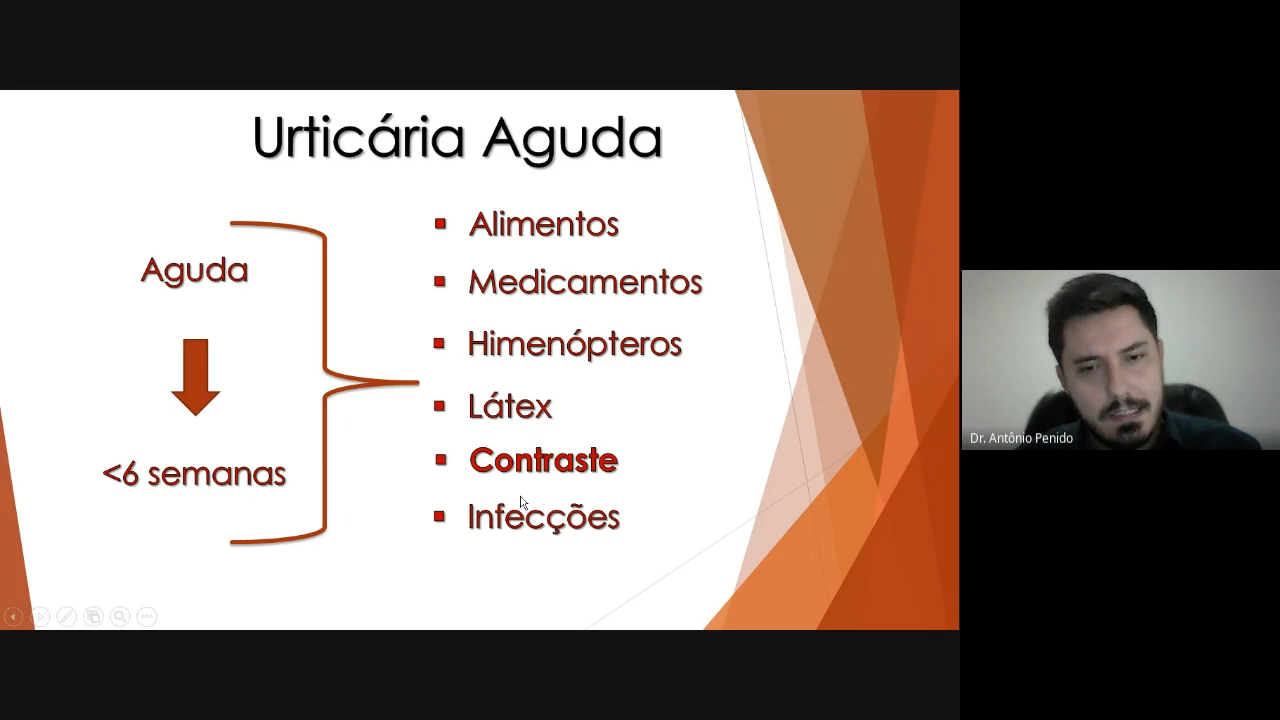 Urticária Aguda
Aguda
<6 semanas
Alimentos
Medicamentos
Himenópteros
Látex
Contraste
Infecções
Dr. Antônio Penido